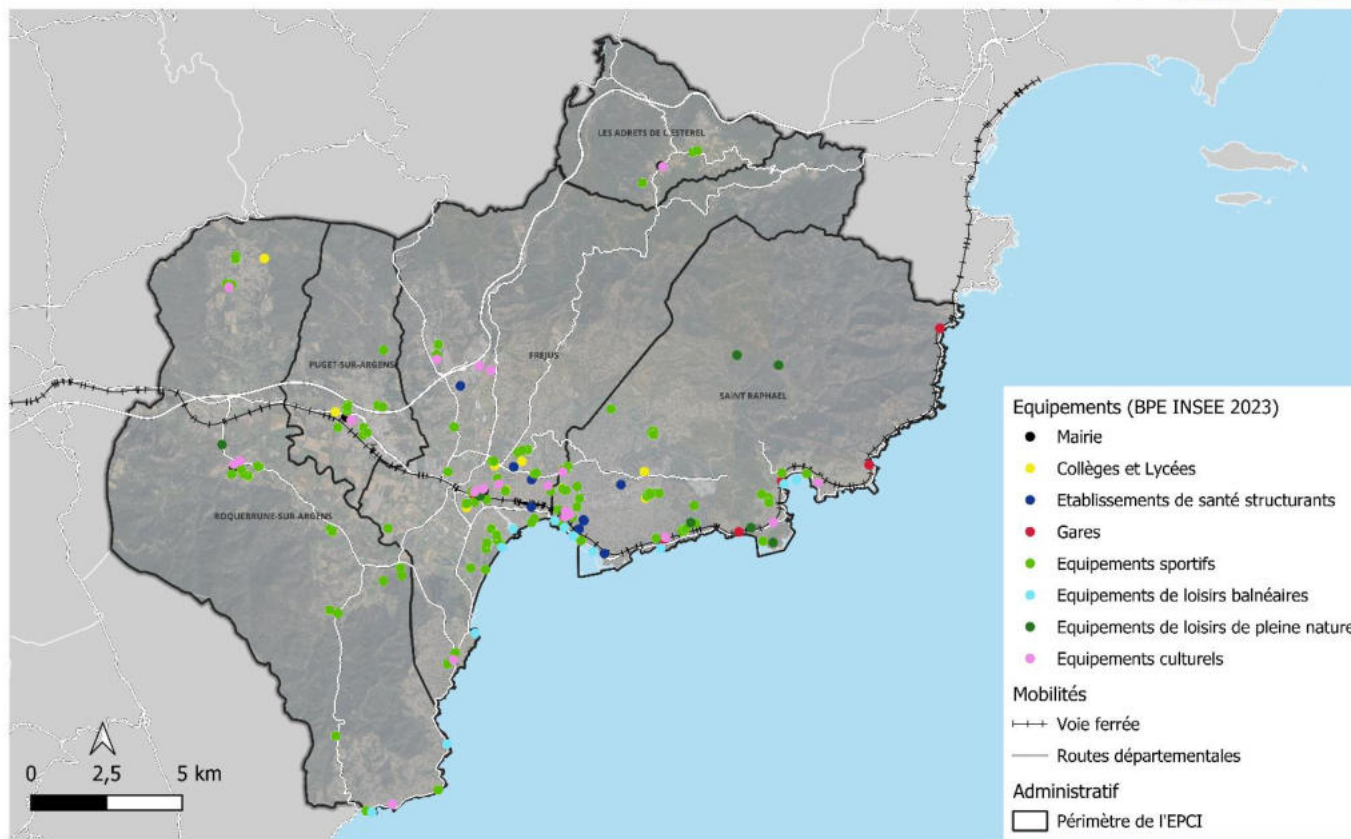 LES ADRETS DE L'ESTEREL
PUGET-SUR-ARGENS
FREJUS
SAINT RAPHAEL
ROQUEBRUNE-SUR-ARGENS
Equipements (BPE INSEE 2023)
Mairie
Collèges et Lycées
Etablissements de santé structurants
Gares
Equipements sportifs
Equipements de loisirs balnéaires
Equipements de loisirs de pleine nature
Equipements culturels
Mobilités
Voie ferrée
Routes départementales
Administratif
Périmètre de l'EPCI
0 2,5 5 km